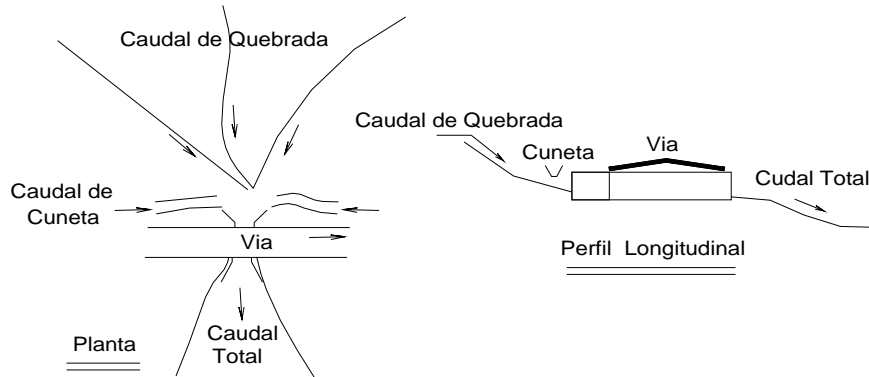 Caudal de Quebrada
Caudal de
Cuneta
Via
Caudal
Total
Planta
Caudal de Quebrada
Cuneta
Via
Cudal Total
Perfil Longitudinal